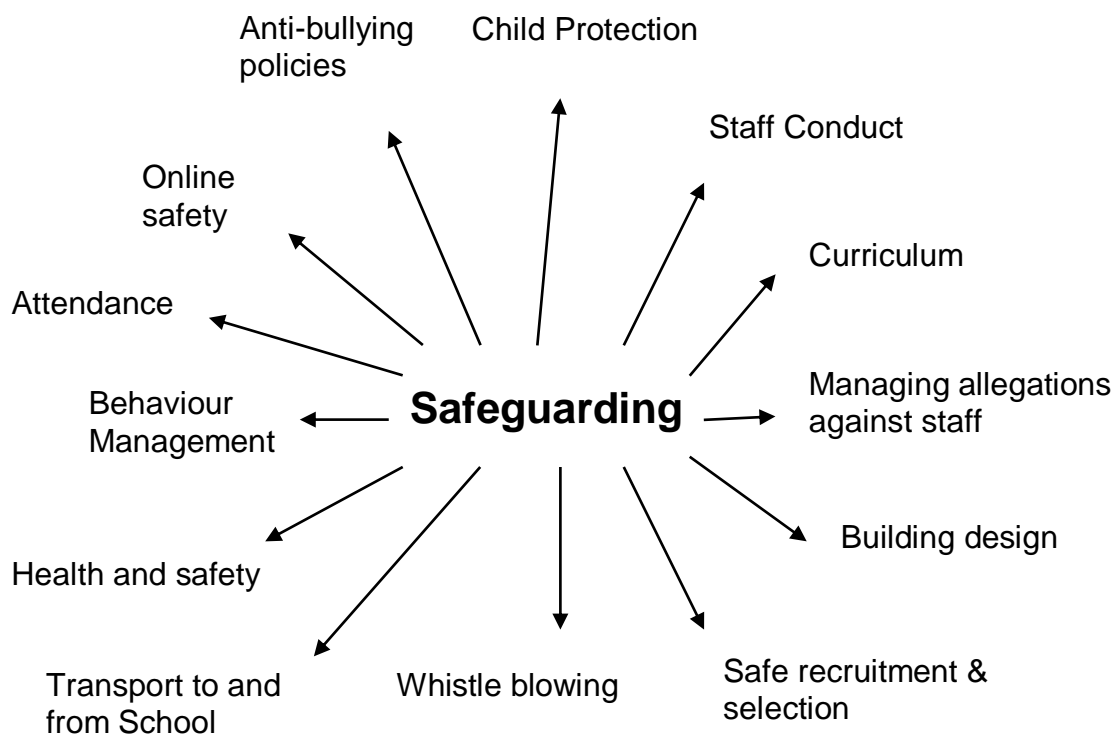 Anti-bullying
policies
Child Protection
Staff Conduct
Online
safety
Curriculum
Attendance
Managing allegations
against staff
Behaviour
Management
Safeguarding
Building design
Health and safety
Transport to and
from School
Whistle blowing
Safe recruitment &
selection